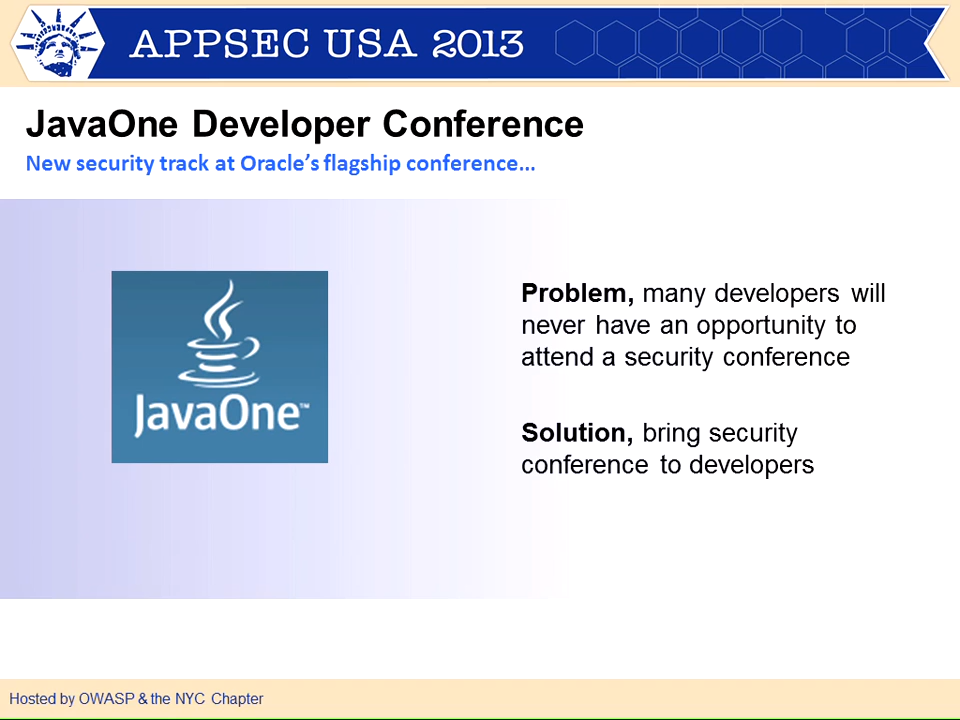 APPSEC USA 2013
JavaOne Developer Conference
New security track at Oracle's flagship conference...
JavaOne™
Problem, many developers will
never have an opportunity to
attend a security conference
Solution, bring security
conference to developers
Hosted by OWASP & the NYC Chapter